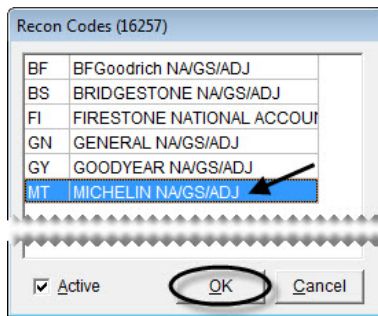 Recon Codes (16257)
BF BFGoodrich NA/GS/ADJ
BS BRIDGESTONE NA/GS/ADJ
FI FIRESTONE NATIONAL ACCOUN
GN GENERAL NA/GS/ADJ
GY GOODYEAR NA/GS/ADJ
MT MICHELIN NA/GS/ADJ
Active OK Cancel